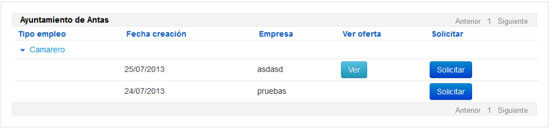 Ayuntamiento de Antas
Anterior 1 Siguiente
Tipo empleo Fecha creación Empresa Ver oferta Solicitar
Camarero
25/07/2013 asdasd Ver Solicitar
24/07/2013 pruebas Solicitar
Anterior 1 Siguiente